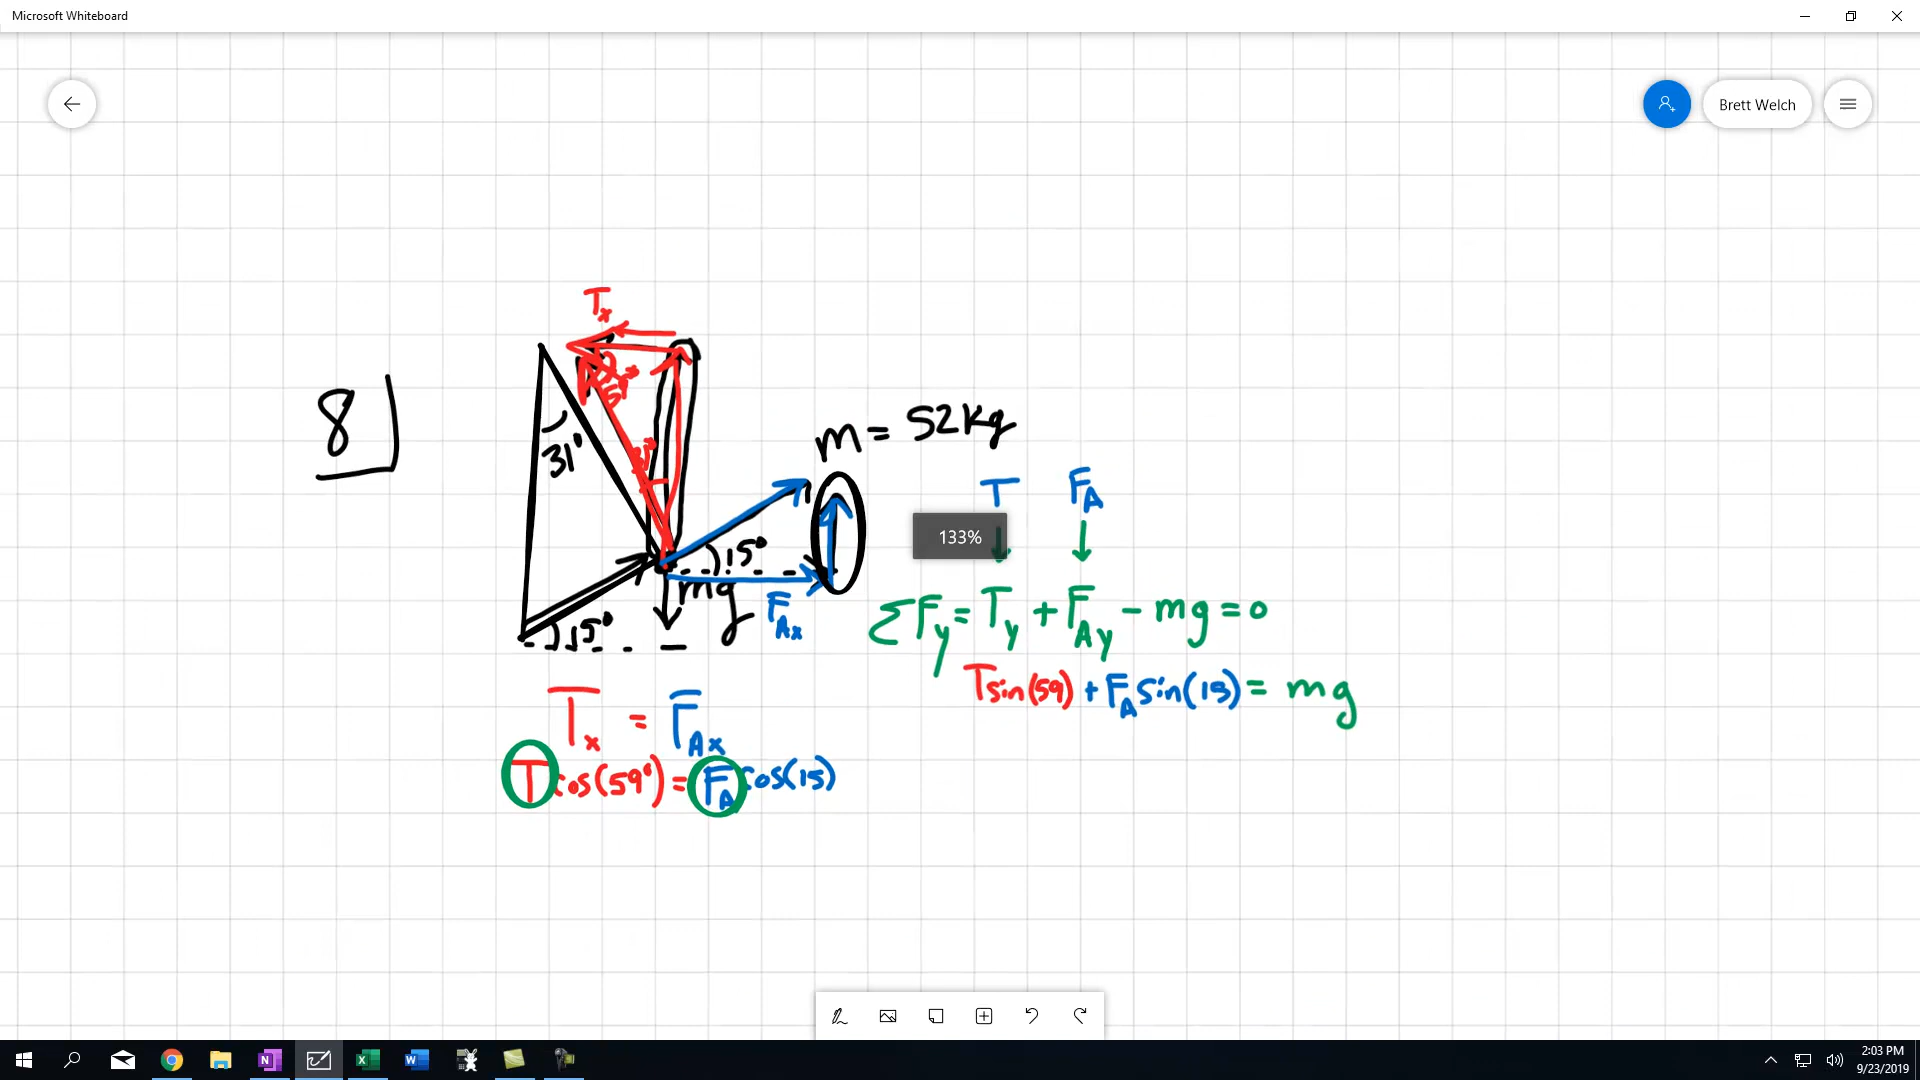 Microsoft Whiteboard
Brett Welch
Tx
8
31°
31°
m = 52kg
T FA
133%
15°
mg
FAx
15°
ΣFy = Ty + FAy - mg = 0
Tsin(59) + FAsin(15) = mg
Tx = FAx
Tcos(59°) = FAcos(15)
2:03 PM
9/23/2019